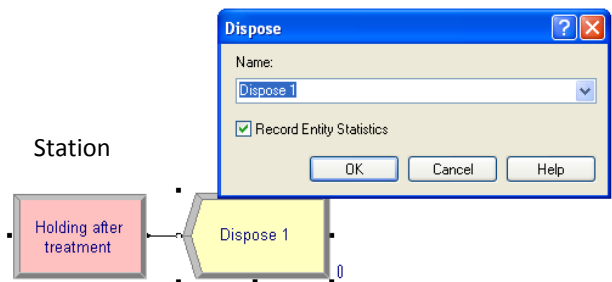 Dispose
Name:
Dispose 1
Record Entity Statistics
OK Cancel Help
Station
Holding after
treatment
Dispose 1
0